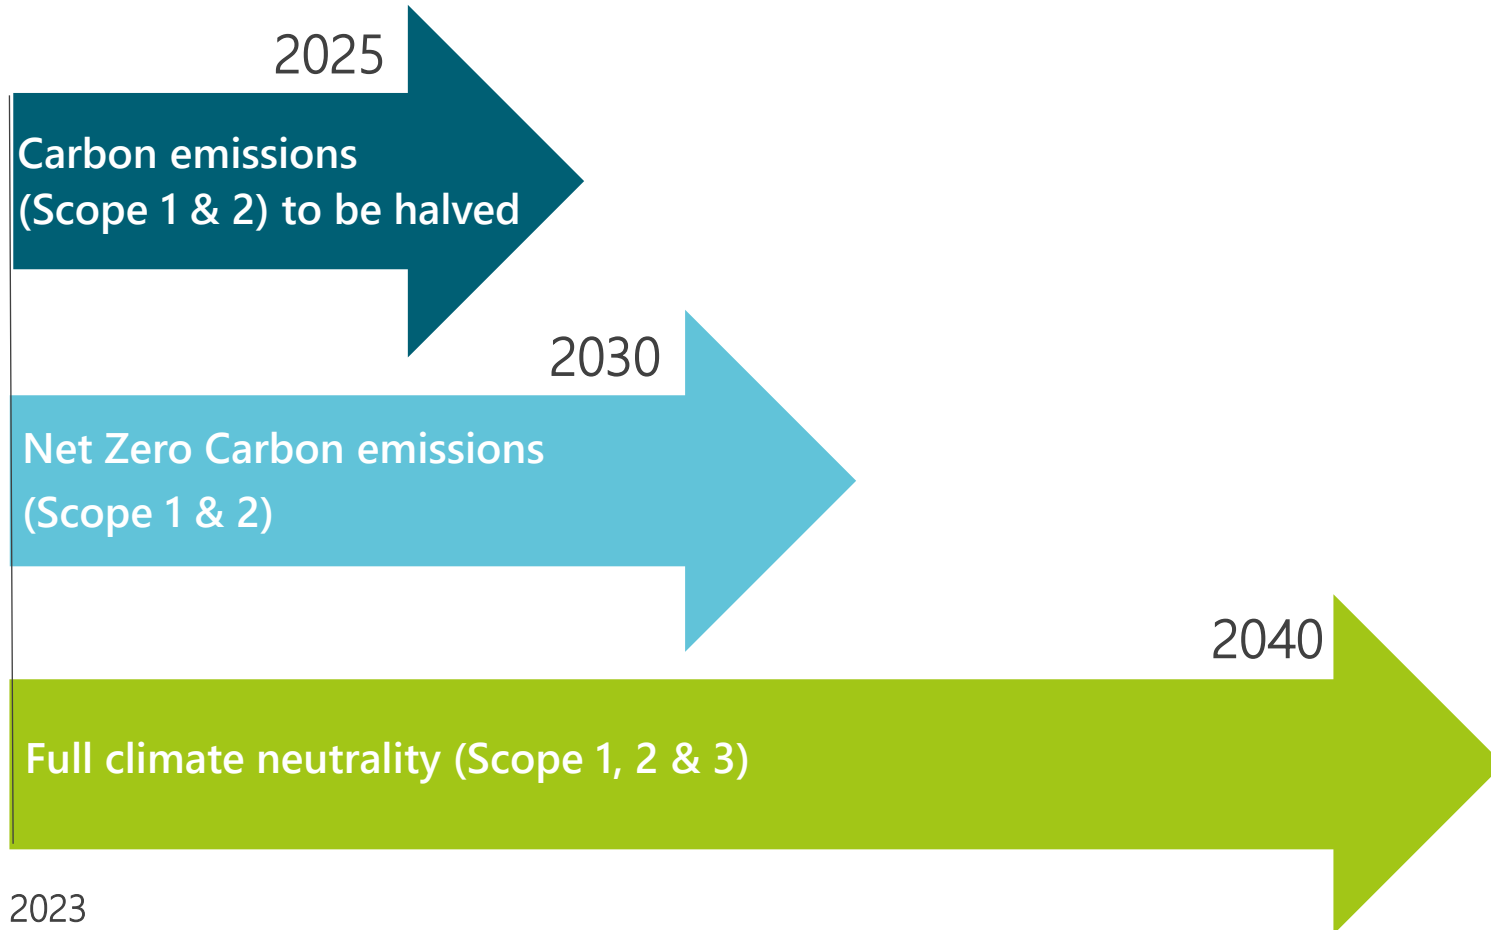 2025
Carbon emissions
(Scope 1 & 2) to be halved
2030
Net Zero Carbon emissions
(Scope 1 & 2)
2040
Full climate neutrality (Scope 1, 2 & 3)
2023